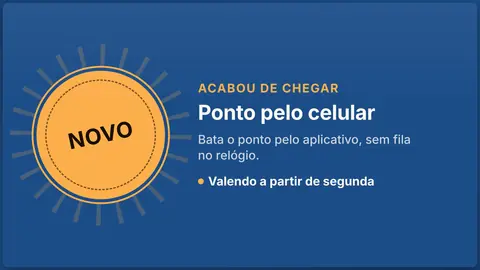 NOVO
ACABOU DE CHEGAR
Ponto pelo celular
Bata o ponto pelo aplicativo, sem fila
no relógio.
Valendo a partir de segunda